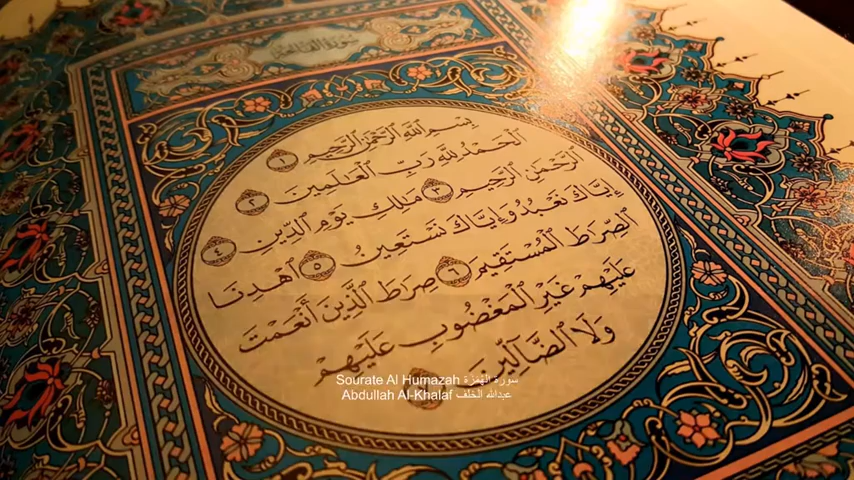 سورة الفاتحة
بِسْمِ ٱللَّهِ ٱلرَّحْمَٰنِ ٱلرَّحِيمِ ١
ٱلْحَمْدُ لِلَّهِ رَبِّ ٱلْعَٰلَمِينَ ٢
ٱلرَّحْمَٰنِ ٱلرَّحِيمِ ٣ مَٰلِكِ يَوْمِ ٱلدِّينِ ٤
إِيَّاكَ نَعْبُدُ وَإِيَّاكَ نَسْتَعِينُ ٥ ٱهْدِنَا
ٱلصِّرَٰطَ ٱلْمُسْتَقِيمَ ٦ صِرَٰطَ ٱلَّذِينَ أَنْعَمْتَ
عَلَيْهِمْ غَيْرِ ٱلْمَغْضُوبِ عَلَيْهِمْ
وَلَا ٱلضَّآلِّينَ
Sourate Al Humazah سورة الهُمَزة
Abdullah Al-Khalaf عبدالله الخلف